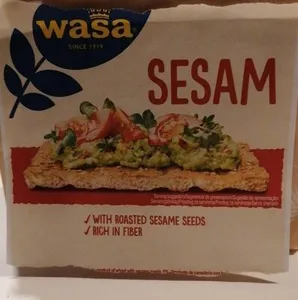 wasa
SINCE 1919
SESAM
✓ WITH ROASTED SESAME SEEDS
✓ RICH IN FIBER